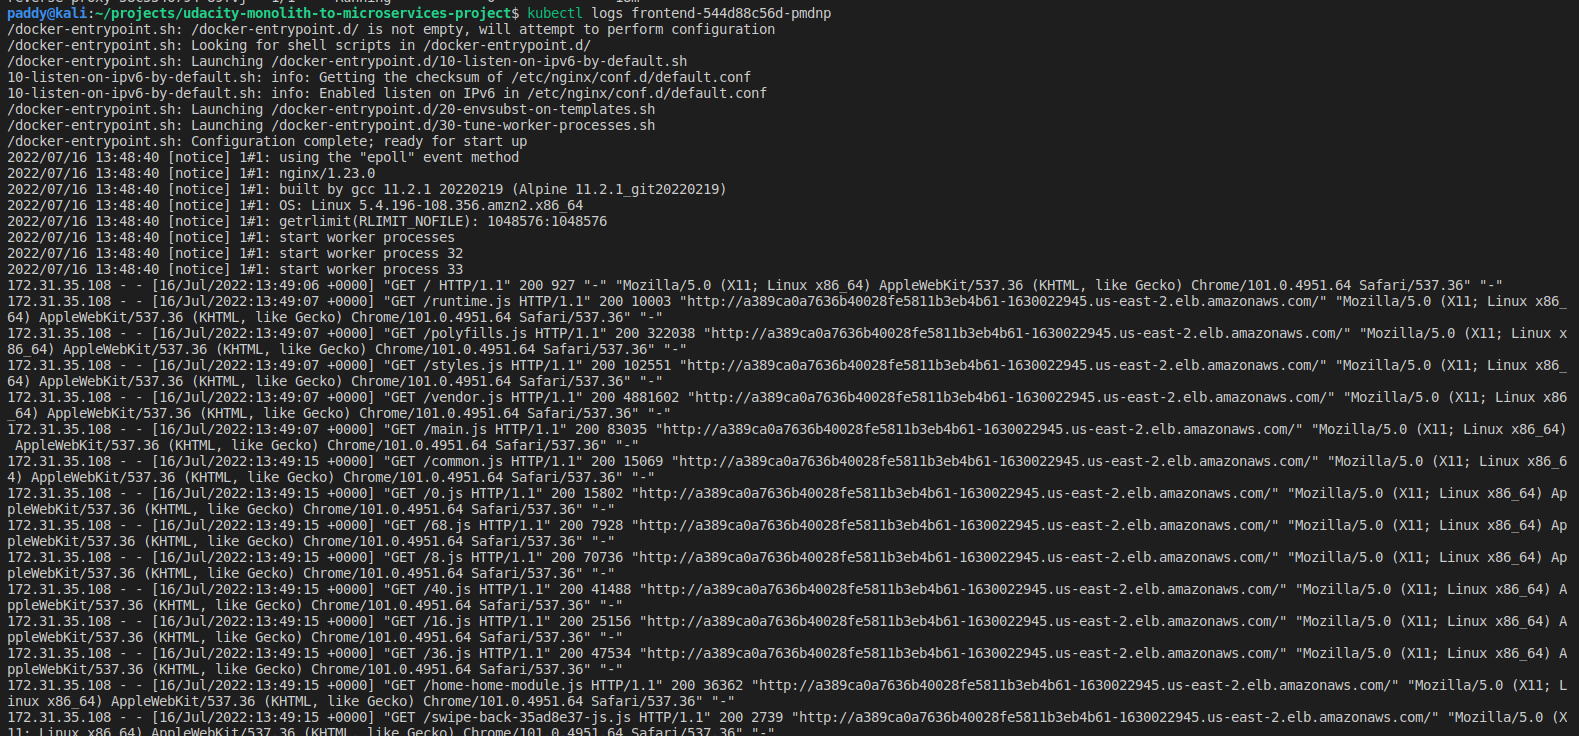 paddy@kali:~/projects/udacity-monolith-to-microservices-project$ kubectl logs frontend-544d88c56d-pmdnp
/docker-entrypoint.sh: /docker-entrypoint.d/ is not empty, will attempt to perform configuration
/docker-entrypoint.sh: Looking for shell scripts in /docker-entrypoint.d/
/docker-entrypoint.sh: Launching /docker-entrypoint.d/10-listen-on-ipv6-by-default.sh
10-listen-on-ipv6-by-default.sh: info: Getting the checksum of /etc/nginx/conf.d/default.conf
10-listen-on-ipv6-by-default.sh: info: Enabled listen on IPv6 in /etc/nginx/conf.d/default.conf
/docker-entrypoint.sh: Launching /docker-entrypoint.d/20-envsubst-on-templates.sh
/docker-entrypoint.sh: Launching /docker-entrypoint.d/30-tune-worker-processes.sh
/docker-entrypoint.sh: Configuration complete; ready for start up
2022/07/16 13:48:40 [notice] 1#1: using the "epoll" event method
2022/07/16 13:48:40 [notice] 1#1: nginx/1.23.0
2022/07/16 13:48:40 [notice] 1#1: built by gcc 11.2.1 20220219 (Alpine 11.2.1_git20220219)
2022/07/16 13:48:40 [notice] 1#1: OS: Linux 5.4.196-108.356.amzn2.x86_64
2022/07/16 13:48:40 [notice] 1#1: getrlimit(RLIMIT_NOFILE): 1048576:1048576
2022/07/16 13:48:40 [notice] 1#1: start worker processes
2022/07/16 13:48:40 [notice] 1#1: start worker process 32
2022/07/16 13:48:40 [notice] 1#1: start worker process 33
172.31.35.108 - - [16/Jul/2022:13:49:06 +0000] "GET / HTTP/1.1" 200 927 "-" "Mozilla/5.0 (X11; Linux x86_64) AppleWebKit/537.36 (KHTML, like Gecko) Chrome/101.0.4951.64 Safari/537.36" "-"
172.31.35.108 - - [16/Jul/2022:13:49:07 +0000] "GET /runtime.js HTTP/1.1" 200 10003 "http://a389ca0a7636b40028fe5811b3eb4b61-1630022945.us-east-2.elb.amazonaws.com/" "Mozilla/5.0 (X11; Linux x86_
64) AppleWebKit/537.36 (KHTML, like Gecko) Chrome/101.0.4951.64 Safari/537.36" "-"
172.31.35.108 - - [16/Jul/2022:13:49:07 +0000] "GET /polyfills.js HTTP/1.1" 200 322038 "http://a389ca0a7636b40028fe5811b3eb4b61-1630022945.us-east-2.elb.amazonaws.com/" "Mozilla/5.0 (X11; Linux x
86_64) AppleWebKit/537.36 (KHTML, like Gecko) Chrome/101.0.4951.64 Safari/537.36" "-"
172.31.35.108 - - [16/Jul/2022:13:49:07 +0000] "GET /styles.js HTTP/1.1" 200 102551 "http://a389ca0a7636b40028fe5811b3eb4b61-1630022945.us-east-2.elb.amazonaws.com/" "Mozilla/5.0 (X11; Linux x86_
64) AppleWebKit/537.36 (KHTML, like Gecko) Chrome/101.0.4951.64 Safari/537.36" "-"
172.31.35.108 - - [16/Jul/2022:13:49:07 +0000] "GET /vendor.js HTTP/1.1" 200 4881602 "http://a389ca0a7636b40028fe5811b3eb4b61-1630022945.us-east-2.elb.amazonaws.com/" "Mozilla/5.0 (X11; Linux x86
_64) AppleWebKit/537.36 (KHTML, like Gecko) Chrome/101.0.4951.64 Safari/537.36" "-"
172.31.35.108 - - [16/Jul/2022:13:49:07 +0000] "GET /main.js HTTP/1.1" 200 83035 "http://a389ca0a7636b40028fe5811b3eb4b61-1630022945.us-east-2.elb.amazonaws.com/" "Mozilla/5.0 (X11; Linux x86_64)
 AppleWebKit/537.36 (KHTML, like Gecko) Chrome/101.0.4951.64 Safari/537.36" "-"
172.31.35.108 - - [16/Jul/2022:13:49:15 +0000] "GET /common.js HTTP/1.1" 200 15069 "http://a389ca0a7636b40028fe5811b3eb4b61-1630022945.us-east-2.elb.amazonaws.com/" "Mozilla/5.0 (X11; Linux x86_6
4) AppleWebKit/537.36 (KHTML, like Gecko) Chrome/101.0.4951.64 Safari/537.36" "-"
172.31.35.108 - - [16/Jul/2022:13:49:15 +0000] "GET /0.js HTTP/1.1" 200 15802 "http://a389ca0a7636b40028fe5811b3eb4b61-1630022945.us-east-2.elb.amazonaws.com/" "Mozilla/5.0 (X11; Linux x86_64) Ap
pleWebKit/537.36 (KHTML, like Gecko) Chrome/101.0.4951.64 Safari/537.36" "-"
172.31.35.108 - - [16/Jul/2022:13:49:15 +0000] "GET /68.js HTTP/1.1" 200 7928 "http://a389ca0a7636b40028fe5811b3eb4b61-1630022945.us-east-2.elb.amazonaws.com/" "Mozilla/5.0 (X11; Linux x86_64) Ap
pleWebKit/537.36 (KHTML, like Gecko) Chrome/101.0.4951.64 Safari/537.36" "-"
172.31.35.108 - - [16/Jul/2022:13:49:15 +0000] "GET /8.js HTTP/1.1" 200 70736 "http://a389ca0a7636b40028fe5811b3eb4b61-1630022945.us-east-2.elb.amazonaws.com/" "Mozilla/5.0 (X11; Linux x86_64) Ap
pleWebKit/537.36 (KHTML, like Gecko) Chrome/101.0.4951.64 Safari/537.36" "-"
172.31.35.108 - - [16/Jul/2022:13:49:15 +0000] "GET /40.js HTTP/1.1" 200 41488 "http://a389ca0a7636b40028fe5811b3eb4b61-1630022945.us-east-2.elb.amazonaws.com/" "Mozilla/5.0 (X11; Linux x86_64) A
ppleWebKit/537.36 (KHTML, like Gecko) Chrome/101.0.4951.64 Safari/537.36" "-"
172.31.35.108 - - [16/Jul/2022:13:49:15 +0000] "GET /16.js HTTP/1.1" 200 25156 "http://a389ca0a7636b40028fe5811b3eb4b61-1630022945.us-east-2.elb.amazonaws.com/" "Mozilla/5.0 (X11; Linux x86_64) A
ppleWebKit/537.36 (KHTML, like Gecko) Chrome/101.0.4951.64 Safari/537.36" "-"
172.31.35.108 - - [16/Jul/2022:13:49:15 +0000] "GET /36.js HTTP/1.1" 200 47534 "http://a389ca0a7636b40028fe5811b3eb4b61-1630022945.us-east-2.elb.amazonaws.com/" "Mozilla/5.0 (X11; Linux x86_64) A
ppleWebKit/537.36 (KHTML, like Gecko) Chrome/101.0.4951.64 Safari/537.36" "-"
172.31.35.108 - - [16/Jul/2022:13:49:15 +0000] "GET /home-home-module.js HTTP/1.1" 200 36362 "http://a389ca0a7636b40028fe5811b3eb4b61-1630022945.us-east-2.elb.amazonaws.com/" "Mozilla/5.0 (X11; L
inux x86_64) AppleWebKit/537.36 (KHTML, like Gecko) Chrome/101.0.4951.64 Safari/537.36" "-"
172.31.35.108 - - [16/Jul/2022:13:49:15 +0000] "GET /swipe-back-35ad8e37-js.js HTTP/1.1" 200 2739 "http://a389ca0a7636b40028fe5811b3eb4b61-1630022945.us-east-2.elb.amazonaws.com/" "Mozilla/5.0 (X
11; Linux x86_64) AppleWebKit/537.36 (KHTML, like Gecko) Chrome/101.0.4951.64 Safari/537.36" "-"